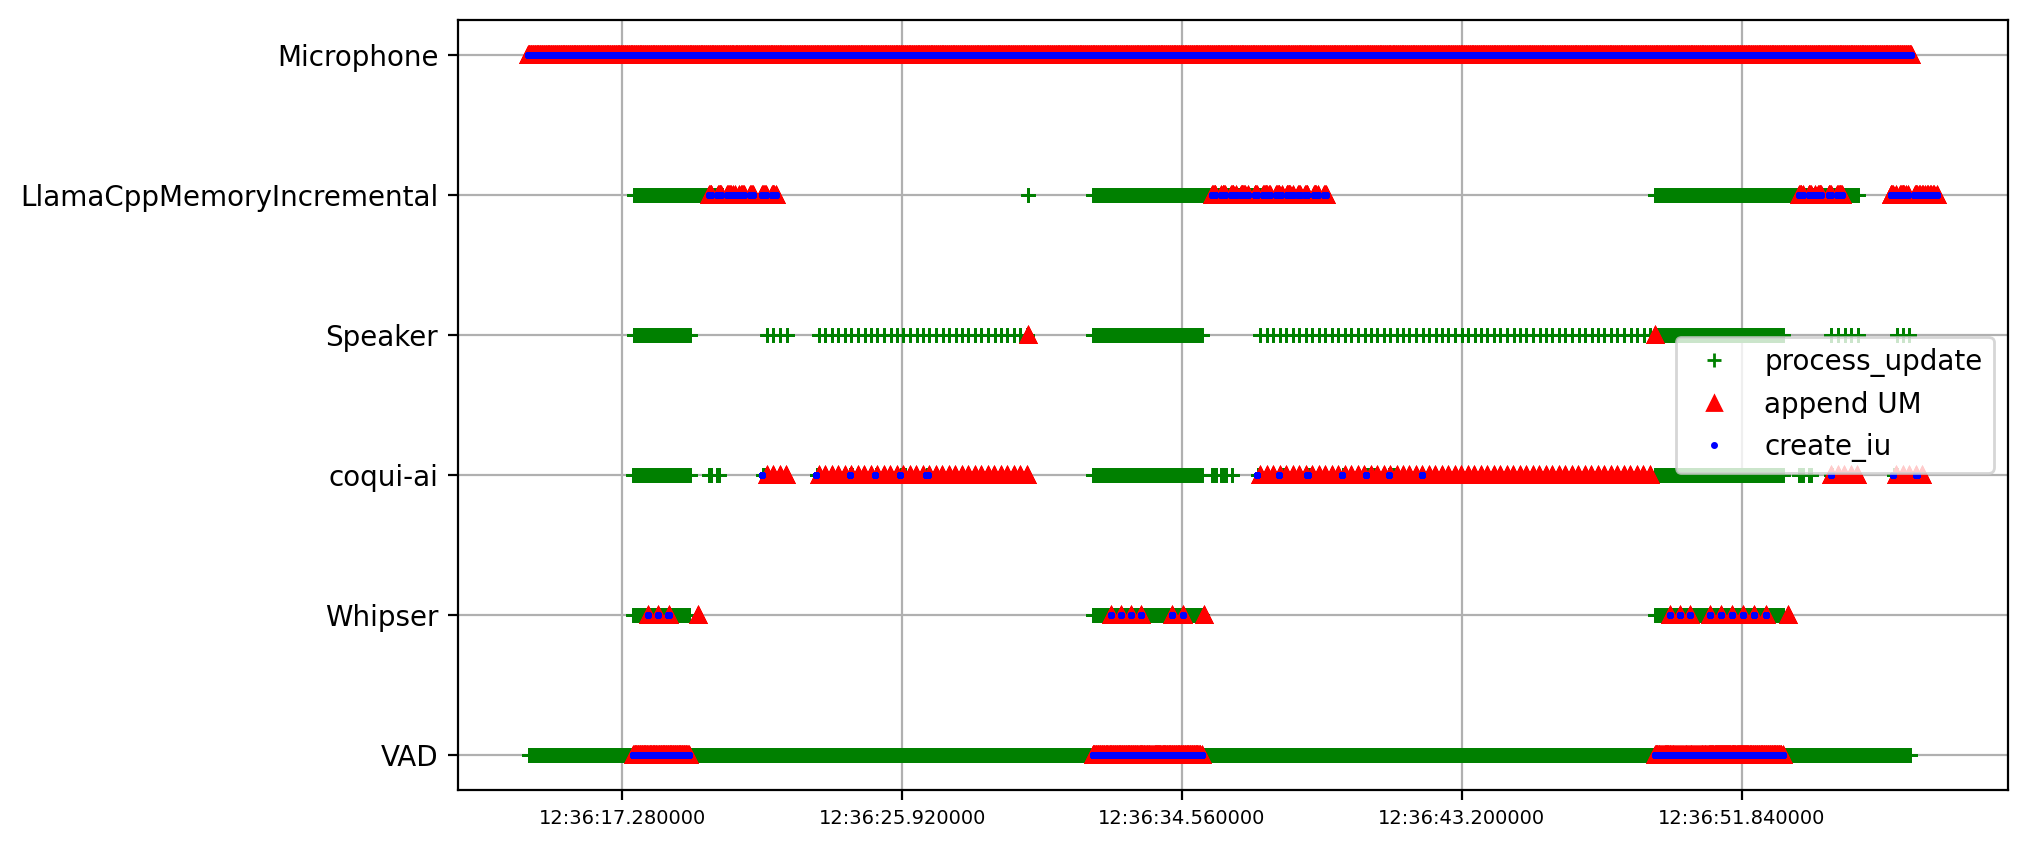 Microphone
LlamaCppMemoryIncremental
Speaker
process_update
append UM
create_iu
coqui-ai
Whipser
VAD
12:36:17.280000
12:36:25.920000
12:36:34.560000
12:36:43.200000
12:36:51.840000